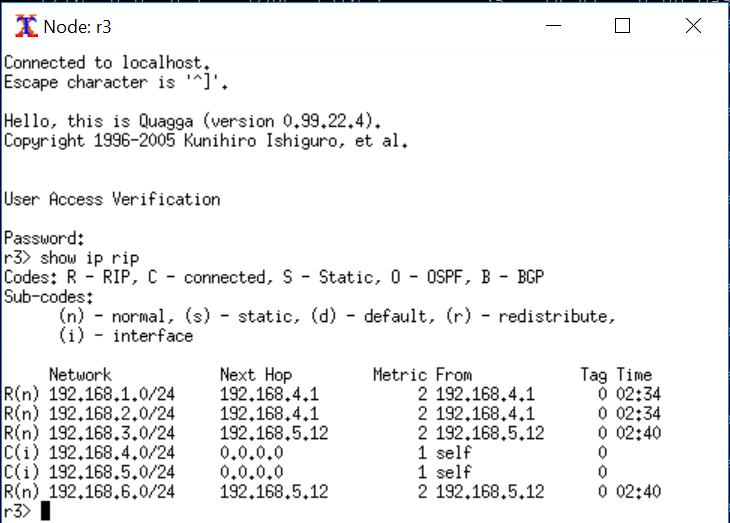 Node: r3
Connected to localhost.
Escape character is '^]'.
Hello, this is Quagga (version 0.99.22.4).
Copyright 1996-2005 Kunihiro Ishiguro, et al.
User Access Verification
Password:
r3> show ip rip
Codes: R - RIP, C - connected, S - Static, O - OSPF, B - BGP
Sub-codes:
(n) - normal, (s) - static, (d) - default, (r) - redistribute,
(i) - interface
Network Next Hop Metric From Tag Time
R(n) 192.168.1.0/24 192.168.4.1 2 192.168.4.1 0 02:34
R(n) 192.168.2.0/24 192.168.4.1 2 192.168.4.1 0 02:34
R(n) 192.168.3.0/24 192.168.5.12 2 192.168.5.12 0 02:40
C(i) 192.168.4.0/24 0.0.0.0 1 self 0
C(i) 192.168.5.0/24 0.0.0.0 1 self 0
R(n) 192.168.6.0/24 192.168.5.12 2 192.168.5.12 0 02:40
r3>